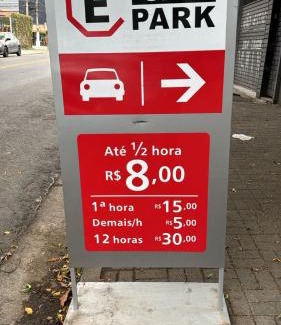 E
PARK
Até 1/2 hora
R$ 8,00
1ª hora R$ 15,00
Demais/h R$ 5,00
12 horas R$ 30,00